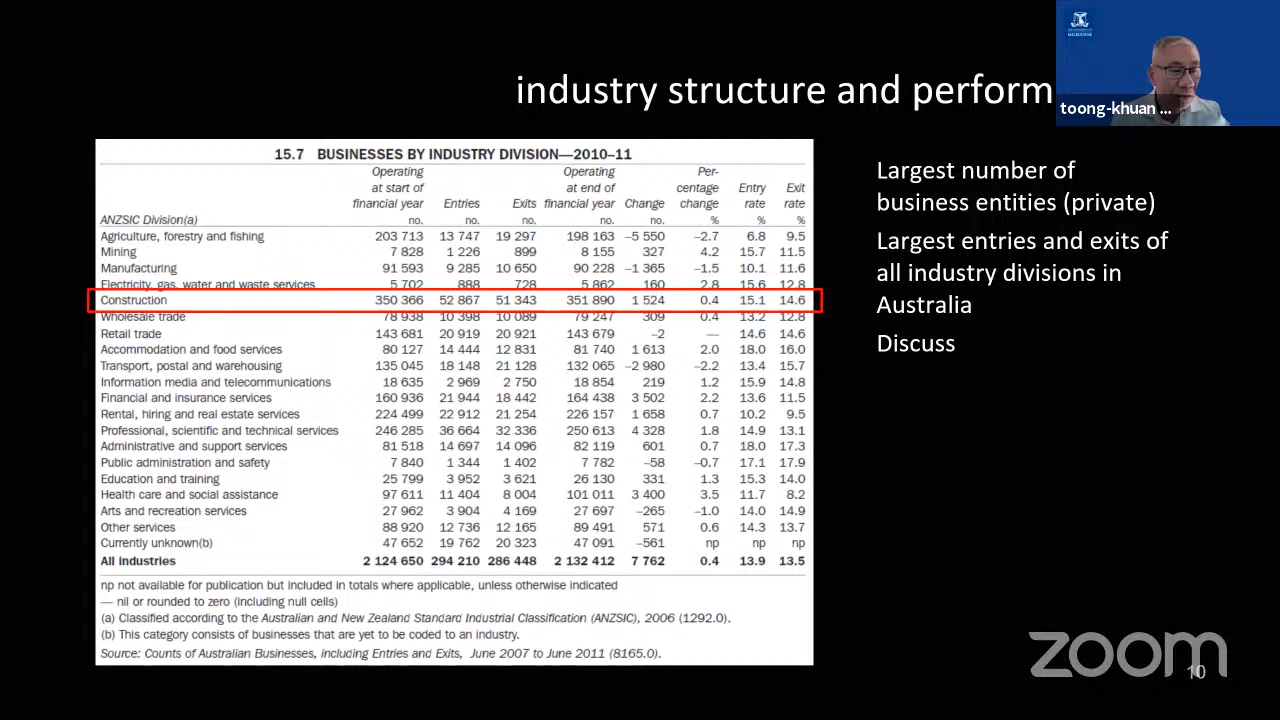 industry structure and perform
toong-khuan ...
MELBOURNE
15.7 BUSINESSES BY INDUSTRY DIVISION—2010–11
Operating at start of financial year Entries Exits Operating at end of financial year Change Per-centage change Entry rate Exit rate
ANZSIC Division(a) no. no. no. no. no. % % %
Agriculture, forestry and fishing 203 713 13 747 19 297 198 163 –5 550 –2.7 6.8 9.5
Mining 7 828 1 226 899 8 155 327 4.2 15.7 11.5
Manufacturing 91 593 9 285 10 650 90 228 –1 365 –1.5 10.1 11.6
Electricity, gas, water and waste services 5 702 888 728 5 862 160 2.8 15.6 12.8
Construction 350 366 52 867 51 343 351 890 1 524 0.4 15.1 14.6
Wholesale trade 78 938 10 398 10 089 79 247 309 0.4 13.2 12.8
Retail trade 143 681 20 919 20 921 143 679 –2 — 14.6 14.6
Accommodation and food services 80 127 14 444 12 831 81 740 1 613 2.0 18.0 16.0
Transport, postal and warehousing 135 045 18 148 21 128 132 065 –2 980 –2.2 13.4 15.7
Information media and telecommunications 18 635 2 969 2 750 18 854 219 1.2 15.9 14.8
Financial and insurance services 160 936 21 944 18 442 164 438 3 502 2.2 13.6 11.5
Rental, hiring and real estate services 224 499 22 912 21 254 226 157 1 658 0.7 10.2 9.5
Professional, scientific and technical services 246 285 36 664 32 336 250 613 4 328 1.8 14.9 13.1
Administrative and support services 81 518 14 697 14 096 82 119 601 0.7 18.0 17.3
Public administration and safety 7 840 1 344 1 402 7 782 –58 –0.7 17.1 17.9
Education and training 25 799 3 952 3 621 26 130 331 1.3 15.3 14.0
Health care and social assistance 97 611 11 404 8 004 101 011 3 400 3.5 11.7 8.2
Arts and recreation services 27 962 3 904 4 169 27 697 –265 –1.0 14.0 14.9
Other services 88 920 12 736 12 165 89 491 571 0.6 14.3 13.7
Currently unknown(b) 47 652 19 762 20 323 47 091 –561 np np np
All industries 2 124 650 294 210 286 448 2 132 412 7 762 0.4 13.9 13.5
np not available for publication but included in totals where applicable, unless otherwise indicated
— nil or rounded to zero (including null cells)
(a) Classified according to the Australian and New Zealand Standard Industrial Classification (ANZSIC), 2006 (1292.0).
(b) This category consists of businesses that are yet to be coded to an industry.
Source: Counts of Australian Businesses, including Entries and Exits, June 2007 to June 2011 (8165.0).
Largest number of
business entities (private)
Largest entries and exits of
all industry divisions in
Australia
Discuss
zoom
10